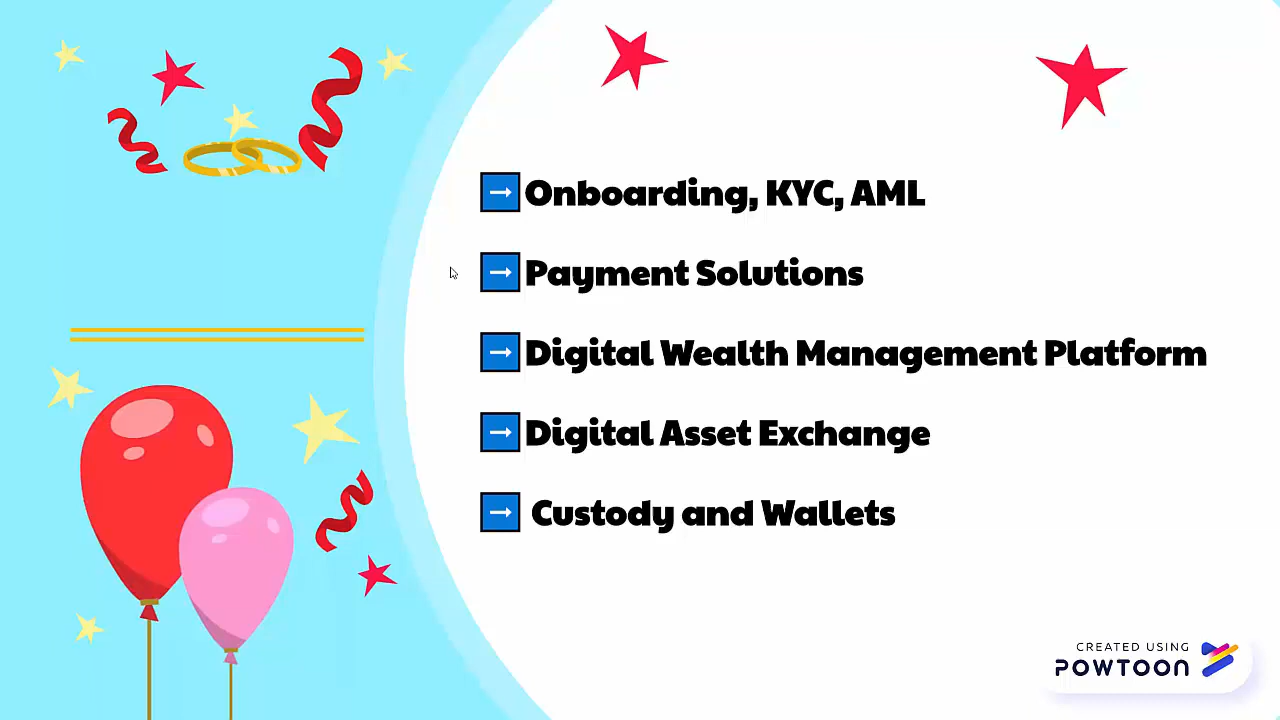 Onboarding, KYC, AML
Payment Solutions
Digital Wealth Management Platform
Digital Asset Exchange
Custody and Wallets
CREATED USING
POWTOON